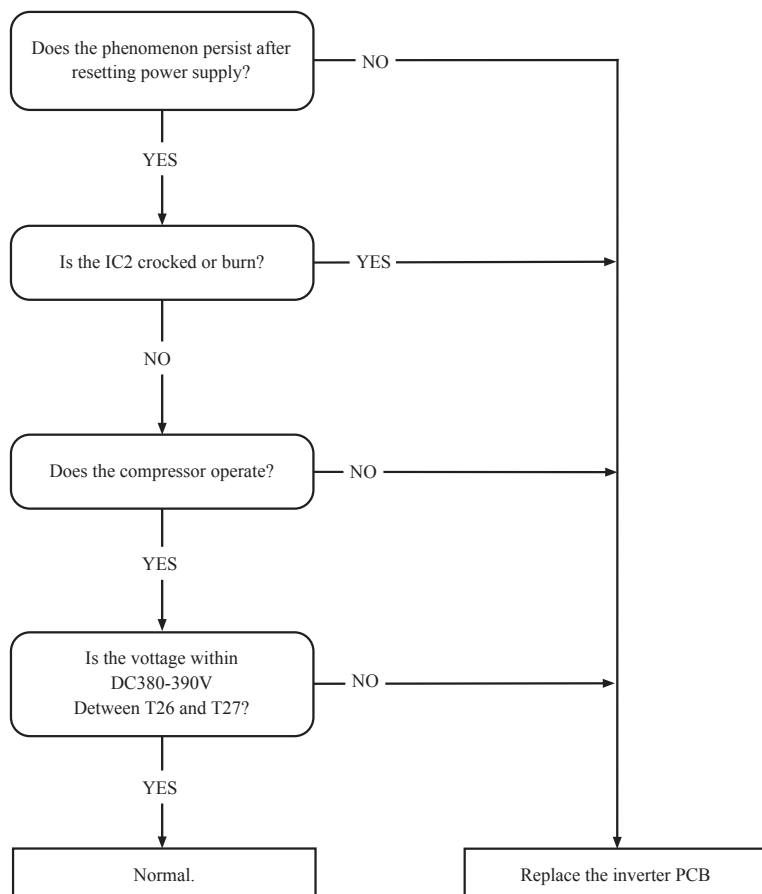 Does the phenomenon persist after
resetting power supply?
NO
YES
Is the IC2 crocked or burn?
YES
NO
Does the compressor operate?
NO
YES
Is the vottage within
DC380-390V
Detween T26 and T27?
NO
YES
Normal.
Replace the inverter PCB